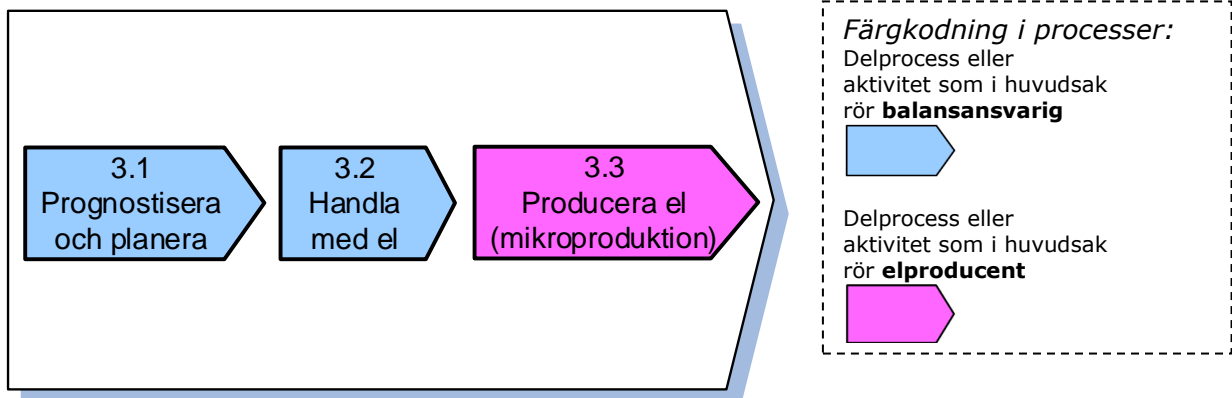 3.1
Prognostisera
och planera
3.2
Handla
med el
3.3
Producera el
(mikroproduktion)
Färgkodning i processer:
Delprocess eller
aktivitet som i huvudsak
rör balansansvarig
Delprocess eller
aktivitet som i huvudsak
rör elproducent